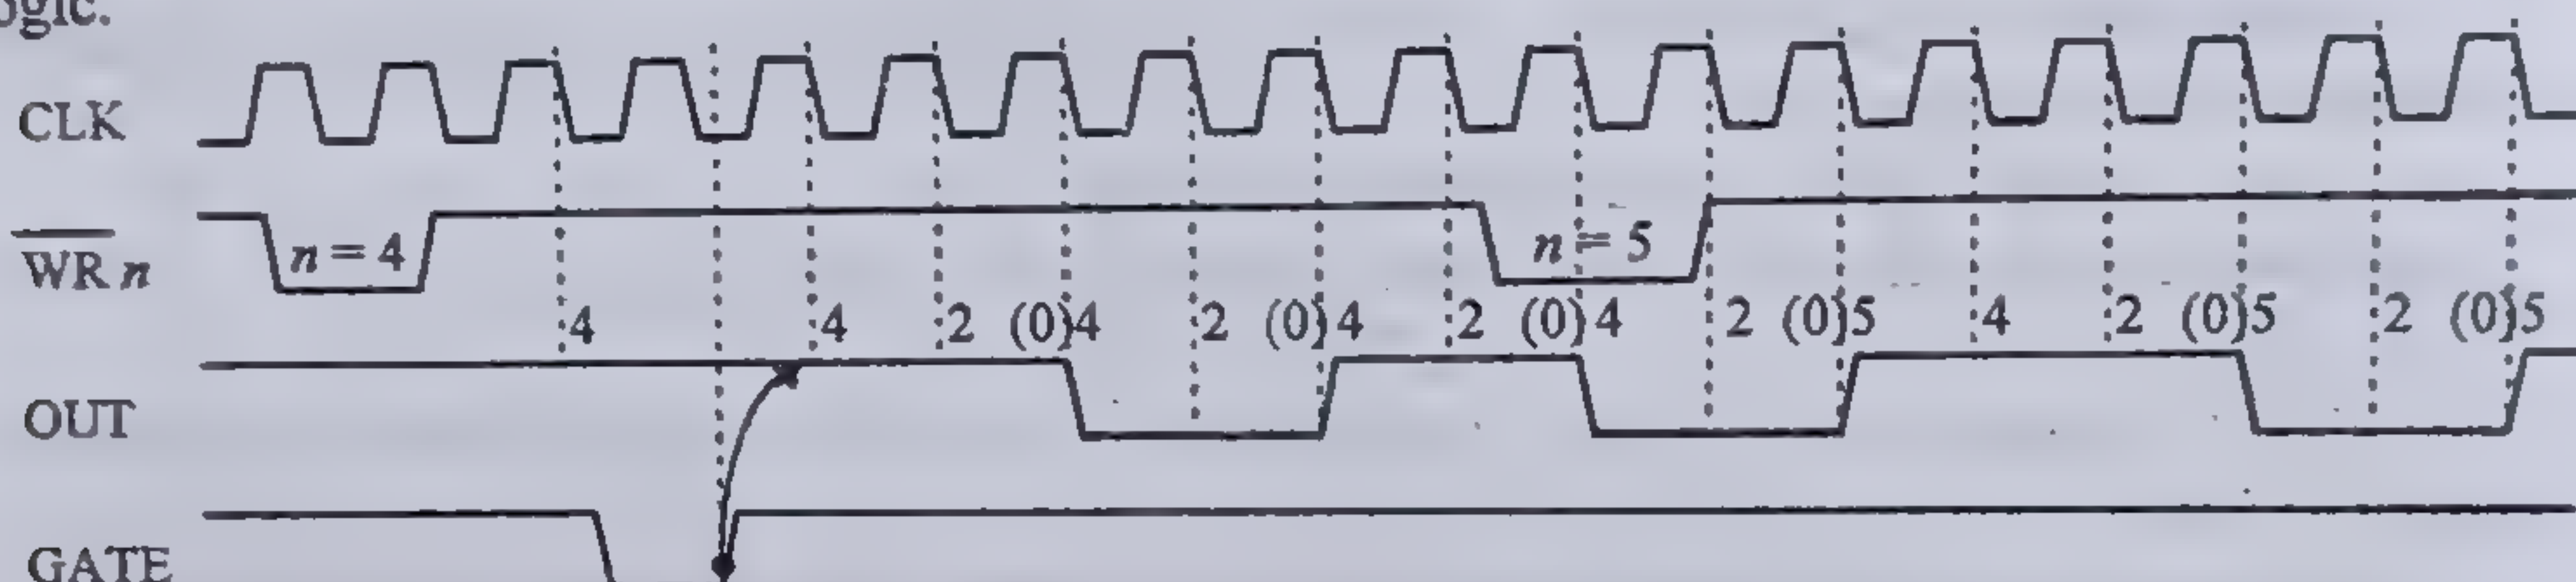 ogic.
CLK
WR n
n = 4
n = 5
4 4 2 (0)4 2 (0)4 2 (0)4 2 (0)5 4 2 (0)5 2 (0)5
OUT
GATE